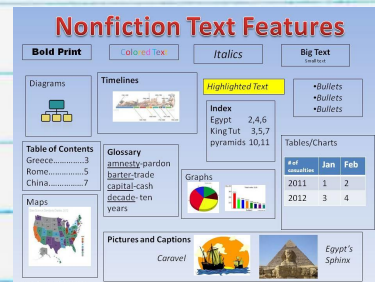 Nonfiction Text Features
Bold Print
Colored Text
Italics
Big Text
Small text
Diagrams
Timelines
Highlighted Text
•Bullets
•Bullets
•Bullets
Index
Egypt 2,4,6
King Tut 3,5,7
pyramids 10,11
Table of Contents
Greece……………3
Rome……………..5
China……………..7
Glossary
amnesty-pardon
barter-trade
capital-cash
decade- ten
years
Graphs
Tables/Charts
# of casualties Jan Feb
2011 1 2
2012 3 4
Maps
Pictures and Captions
Caravel
Egypt's
Sphinx